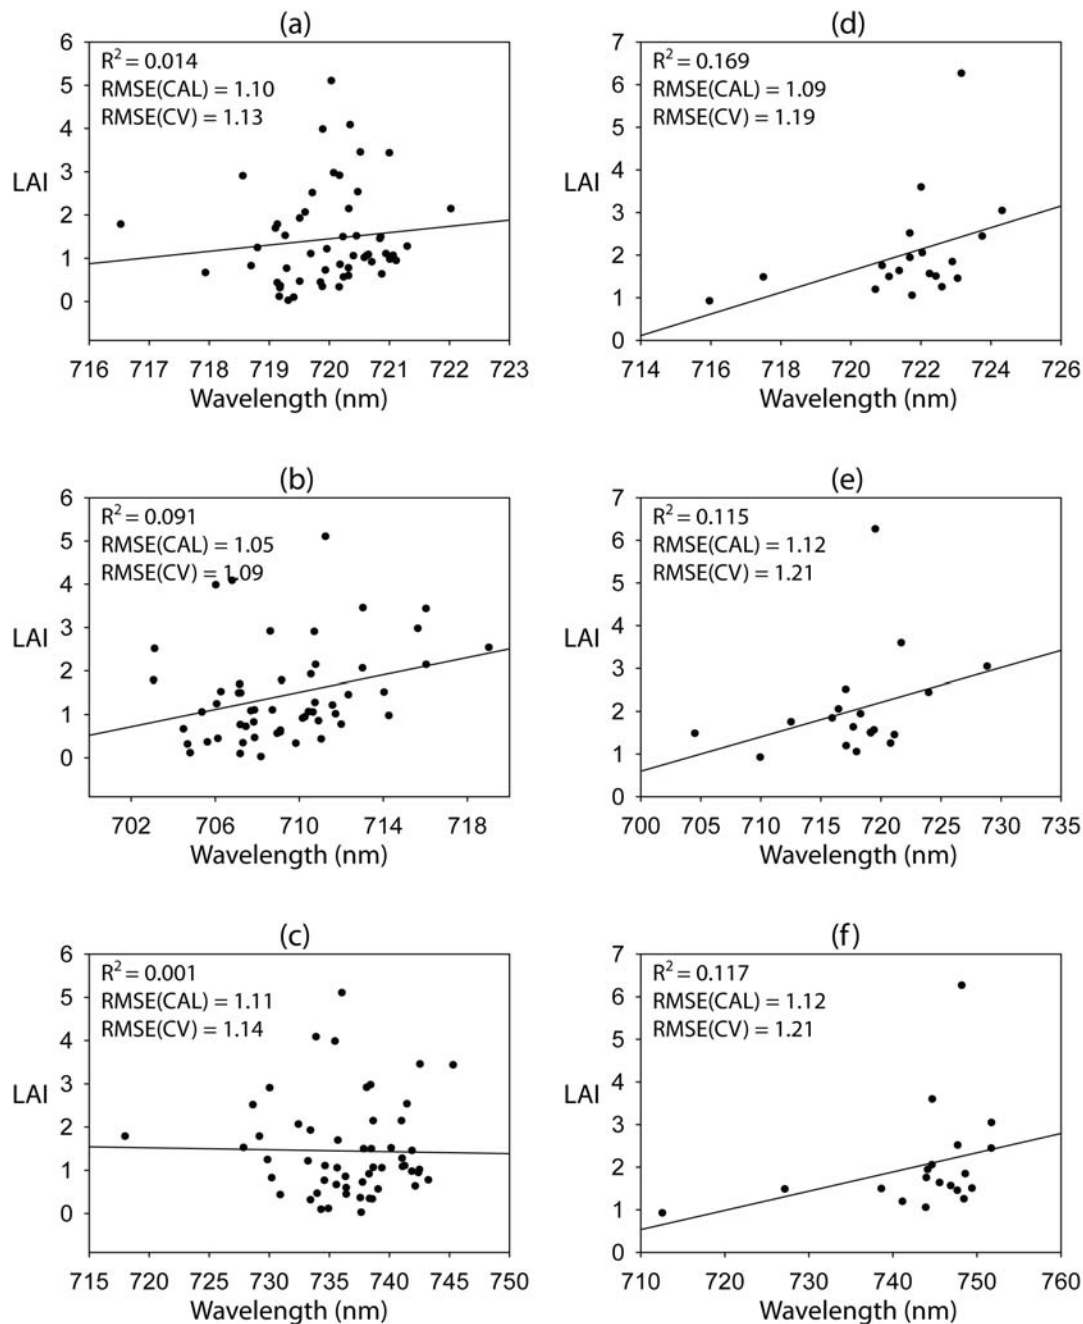 (a)
6
5
4
3
2
1
0
LAI
R² = 0.014
RMSE(CAL) = 1.10
RMSE(CV) = 1.13
716 717 718 719 720 721 722 723
Wavelength (nm)
(d)
7
6
5
4
3
2
1
0
LAI
R² = 0.169
RMSE(CAL) = 1.09
RMSE(CV) = 1.19
714 716 718 720 722 724 726
Wavelength (nm)
(b)
6
5
4
3
2
1
0
LAI
R² = 0.091
RMSE(CAL) = 1.05
RMSE(CV) = 1.09
702 706 710 714 718
Wavelength (nm)
(e)
7
6
5
4
3
2
1
0
LAI
R² = 0.115
RMSE(CAL) = 1.12
RMSE(CV) = 1.21
700 705 710 715 720 725 730 735
Wavelength (nm)
(c)
6
5
4
3
2
1
0
LAI
R² = 0.001
RMSE(CAL) = 1.11
RMSE(CV) = 1.14
715 720 725 730 735 740 745 750
Wavelength (nm)
(f)
7
6
5
4
3
2
1
0
LAI
R² = 0.117
RMSE(CAL) = 1.12
RMSE(CV) = 1.21
710 720 730 740 750 760
Wavelength (nm)